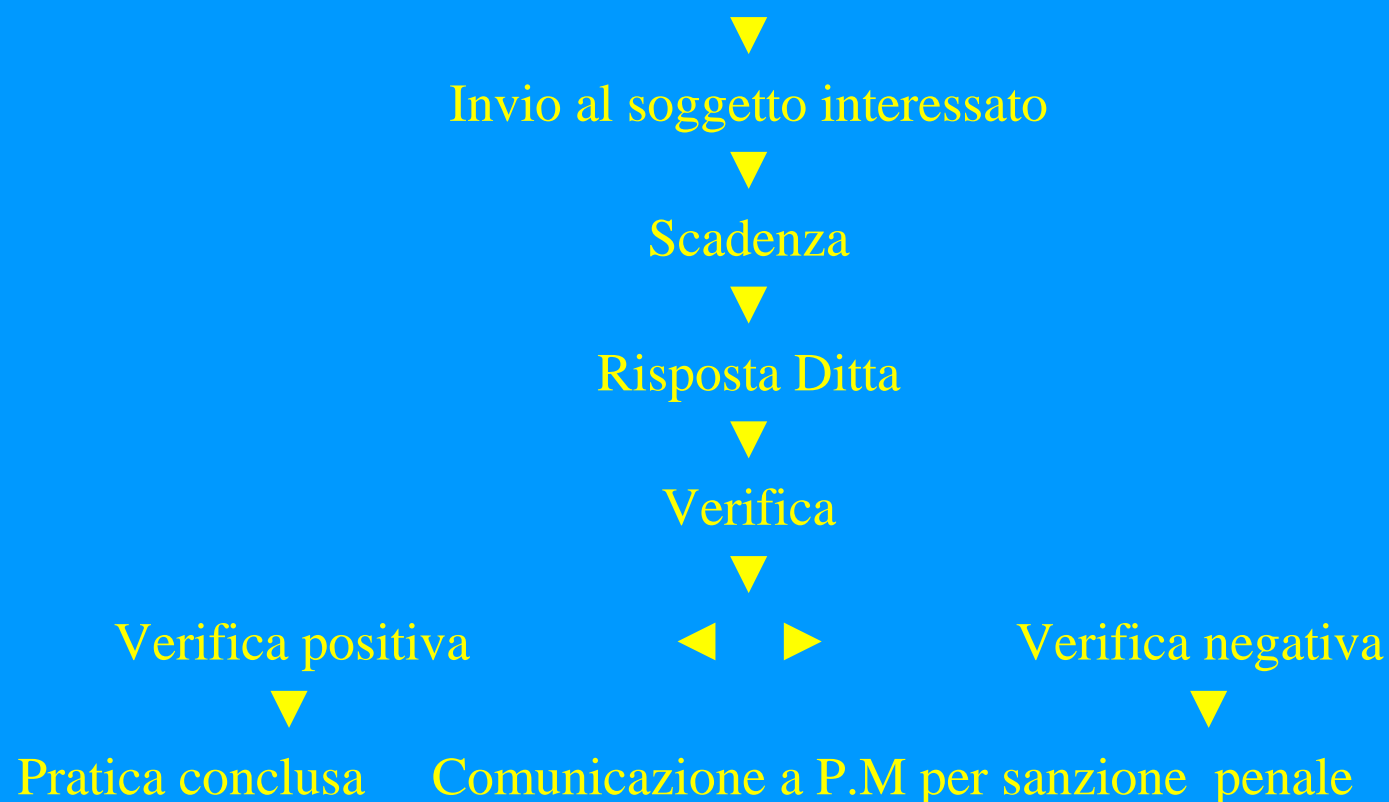 ▼
Invio al soggetto interessato
▼
Scadenza
▼
Risposta Ditta
▼
Verifica
▼
Verifica positiva ◄ ► Verifica negativa
▼ ▼
Pratica conclusa Comunicazione a P.M per sanzione penale